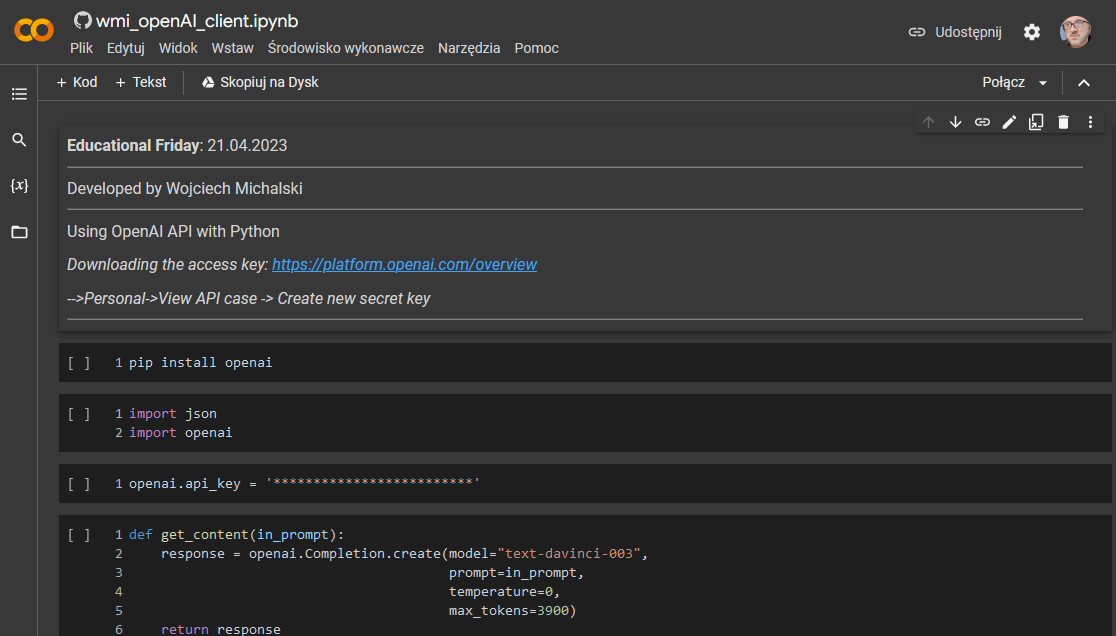 wmi_openAI_client.ipynb
Plik Edytuj Widok Wstaw Środowisko wykonawcze Narzędzia Pomoc
Udostępnij
+ Kod + Tekst Skopiuj na Dysk
Połącz
Educational Friday: 21.04.2023
Developed by Wojciech Michalski
Using OpenAI API with Python
Downloading the access key: https://platform.openai.com/overview
-->Personal->View API case -> Create new secret key
[ ] 1 pip install openai
[ ] 1 import json
2 import openai
[ ] 1 openai.api_key = '*************************'
[ ] 1 def get_content(in_prompt):
2 response = openai.Completion.create(model="text-davinci-003",
3 prompt=in_prompt,
4 temperature=0,
5 max_tokens=3900)
6 return response